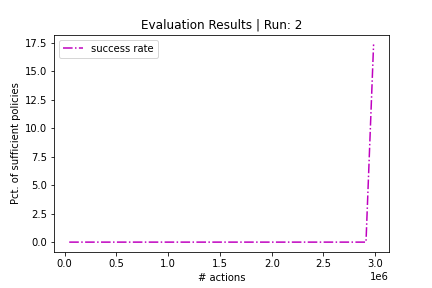 Evaluation Results | Run: 2
success rate
Pct. of sufficient policies
17.5
15.0
12.5
10.0
7.5
5.0
2.5
0.0
0.0 0.5 1.0 1.5 2.0 2.5 3.0
1e6
# actions